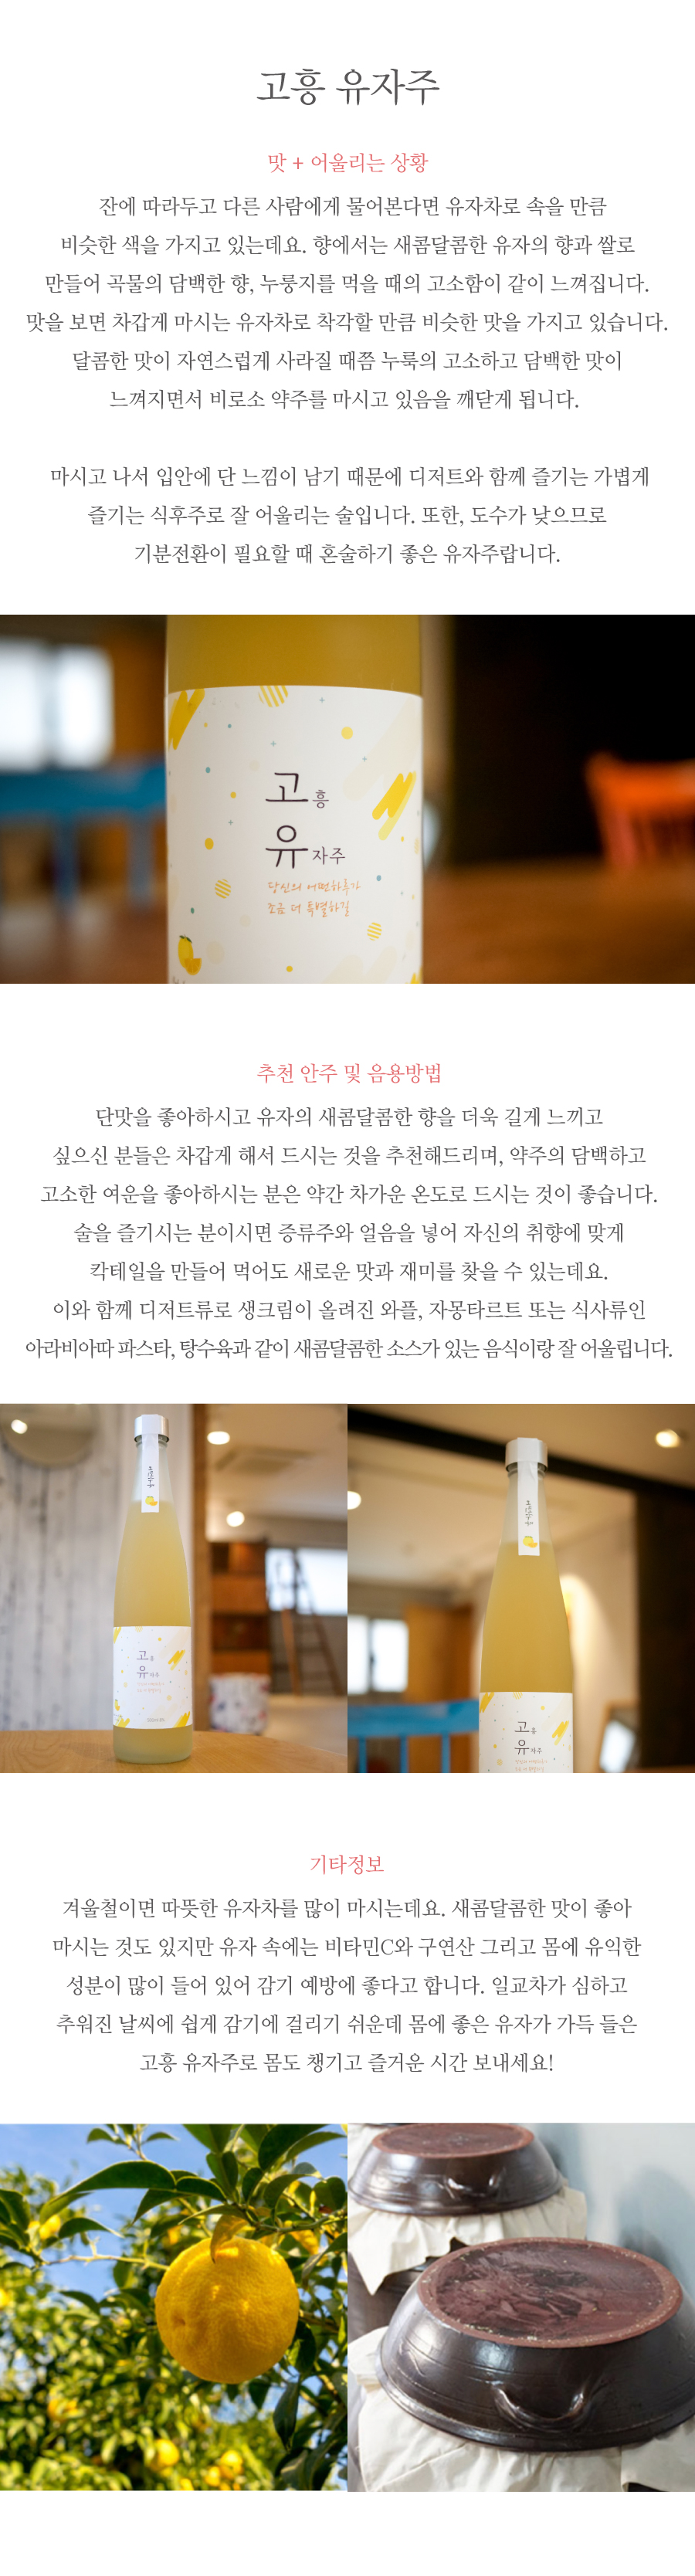 고흥 유자주
맛 + 어울리는 상황
잔에 따라두고 다른 사람에게 물어본다면 유자차로 속을 만큼
비슷한 색을 가지고 있는데요. 향에서는 새콤달콤한 유자의 향과 쌀로
만들어 곡물의 담백한 향, 누룽지를 먹을 때의 고소함이 같이 느껴집니다.
맛을 보면 차갑게 마시는 유자차로 착각할 만큼 비슷한 맛을 가지고 있습니다.
달콤한 맛이 자연스럽게 사라질 때쯤 누룩의 고소하고 담백한 맛이
느껴지면서 비로소 약주를 마시고 있음을 깨닫게 됩니다.
마시고 나서 입안에 단 느낌이 남기 때문에 디저트와 함께 즐기는 가볍게
즐기는 식후주로 잘 어울리는 술입니다. 또한, 도수가 낮으므로
기분전환이 필요할 때 혼술하기 좋은 유자주랍니다.
고흥
유자주
당신의 어떤하루가
조금 더 특별하길
추천 안주 및 음용방법
단맛을 좋아하시고 유자의 새콤달콤한 향을 더욱 길게 느끼고
싶으신 분들은 차갑게 해서 드시는 것을 추천해드리며, 약주의 담백하고
고소한 여운을 좋아하시는 분은 약간 차가운 온도로 드시는 것이 좋습니다.
술을 즐기시는 분이시면 증류주와 얼음을 넣어 자신의 취향에 맞게
칵테일을 만들어 먹어도 새로운 맛과 재미를 찾을 수 있는데요.
이와 함께 디저트류로 생크림이 올려진 와플, 자몽타르트 또는 식사류인
아라비아따 파스타, 탕수육과 같이 새콤달콤한 소스가 있는 음식이랑 잘 어울립니다.
고흥
유자주
고흥
유자주
기타정보
겨울철이면 따뜻한 유자차를 많이 마시는데요. 새콤달콤한 맛이 좋아
마시는 것도 있지만 유자 속에는 비타민C와 구연산 그리고 몸에 유익한
성분이 많이 들어 있어 감기 예방에 좋다고 합니다. 일교차가 심하고
추워진 날씨에 쉽게 감기에 걸리기 쉬운데 몸에 좋은 유자가 가득 들은
고흥 유자주로 몸도 챙기고 즐거운 시간 보내세요!